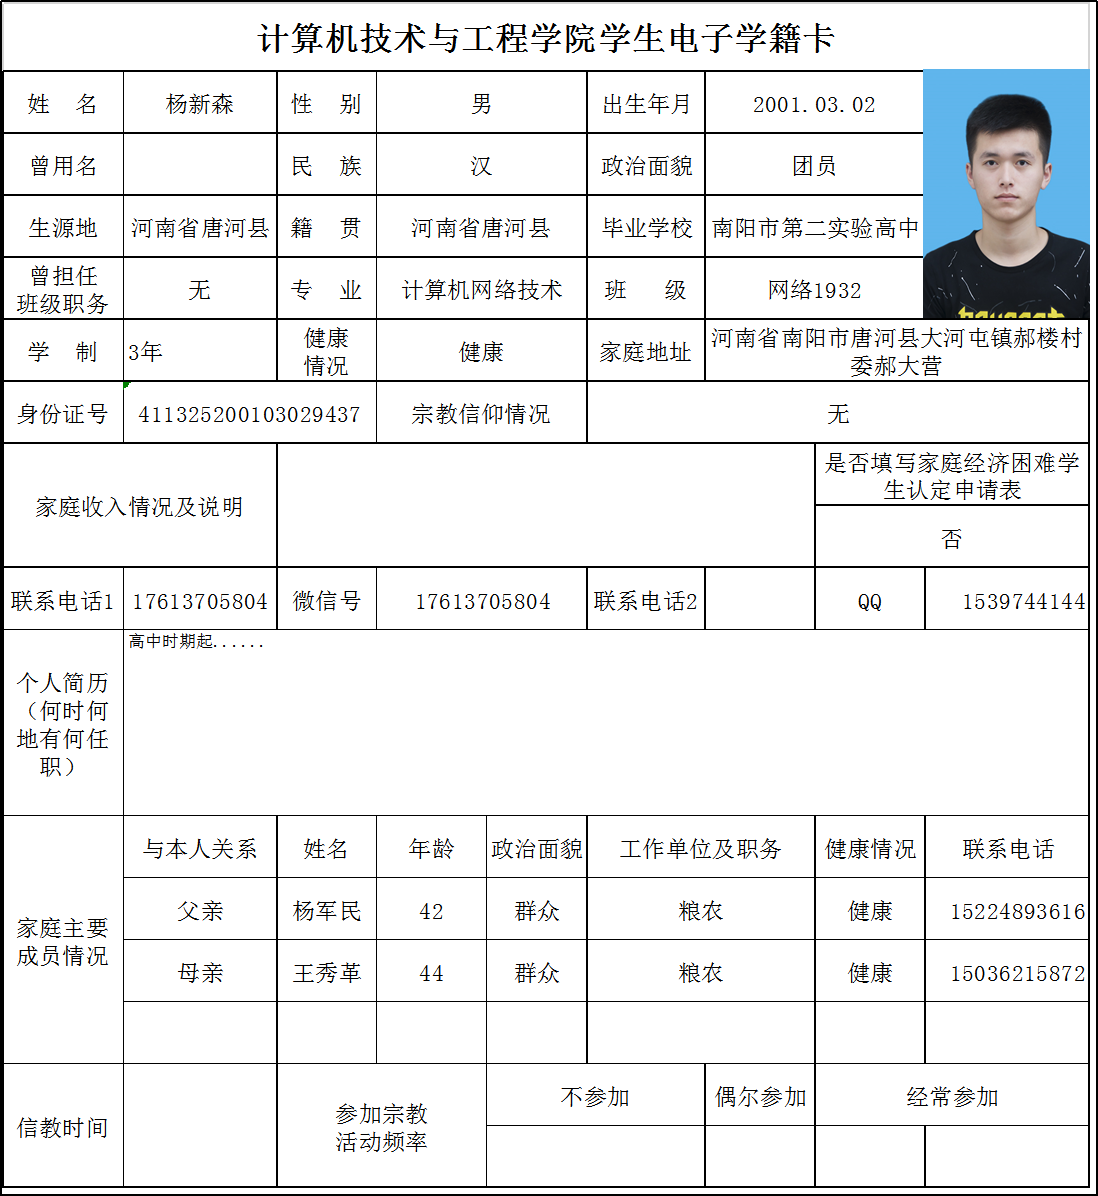 计算机技术与工程学院学生电子学籍卡
姓 名 杨新森 性 别 男 出生年月 2001.03.02
曾用名 民 族 汉 政治面貌 团员
生源地 河南省唐河县 籍 贯 河南省唐河县 毕业学校 南阳市第二实验高中
曾担任
班级职务 无 专 业 计算机网络技术 班 级 网络1932
学 制 3年 健康
情况 健康 家庭地址 河南省南阳市唐河县大河屯镇郝楼村
委郝大营
身份证号 411325200103029437 宗教信仰情况 无
家庭收入情况及说明
是否填写家庭经济困难学
生认定申请表
否
联系电话1 17613705804 微信号 17613705804 联系电话2 QQ 1539744144
个人简历
（何时何
地有何任
职）
高中时期起......
家庭主要
成员情况
与本人关系 姓名 年龄 政治面貌 工作单位及职务 健康情况 联系电话
父亲 杨军民 42 群众 粮农 健康 15224893616
母亲 王秀革 44 群众 粮农 健康 15036215872
信教时间
参加宗教
活动频率
不参加 偶尔参加 经常参加